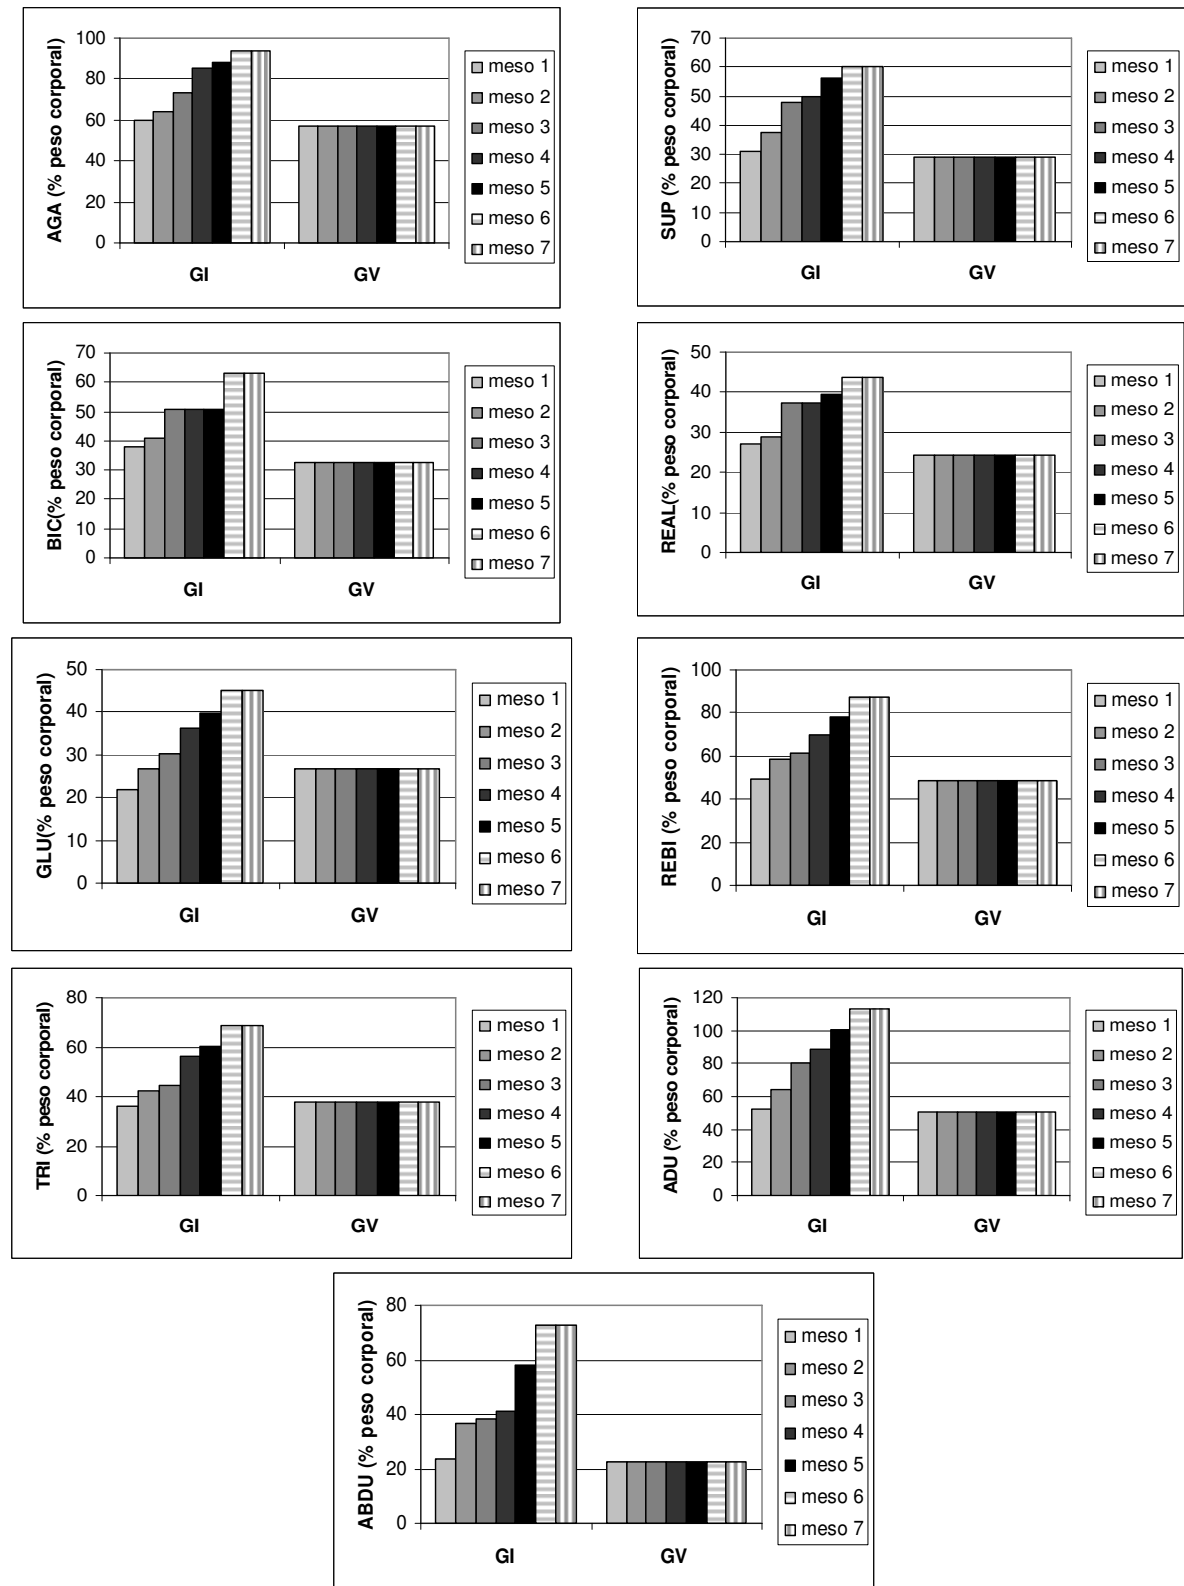 AGA (% peso corporal)
100
80
60
40
20
0
GI
GV
meso 1
meso 2
meso 3
meso 4
meso 5
meso 6
meso 7
SUP (% peso corporal)
70
60
50
40
30
20
10
0
GI
GV
meso 1
meso 2
meso 3
meso 4
meso 5
meso 6
meso 7
BIC(% peso corporal)
70
60
50
40
30
20
10
0
GI
GV
meso 1
meso 2
meso 3
meso 4
meso 5
meso 6
meso 7
REAL(% peso corporal)
50
40
30
20
10
0
GI
GV
meso 1
meso 2
meso 3
meso 4
meso 5
meso 6
meso 7
GLU(% peso corporal)
50
40
30
20
10
0
GI
GV
meso 1
meso 2
meso 3
meso 4
meso 5
meso 6
meso 7
REBI (% peso corporal)
100
80
60
40
20
0
GI
GV
meso 1
meso 2
meso 3
meso 4
meso 5
meso 6
meso 7
TRI (% peso corporal)
80
60
40
20
0
GI
GV
meso 1
meso 2
meso 3
meso 4
meso 5
meso 6
meso 7
ADU (% peso corporal)
120
100
80
60
40
20
0
GI
GV
meso 1
meso 2
meso 3
meso 4
meso 5
meso 6
meso 7
ABDU (% peso corporal)
80
60
40
20
0
GI
GV
meso 1
meso 2
meso 3
meso 4
meso 5
meso 6
meso 7